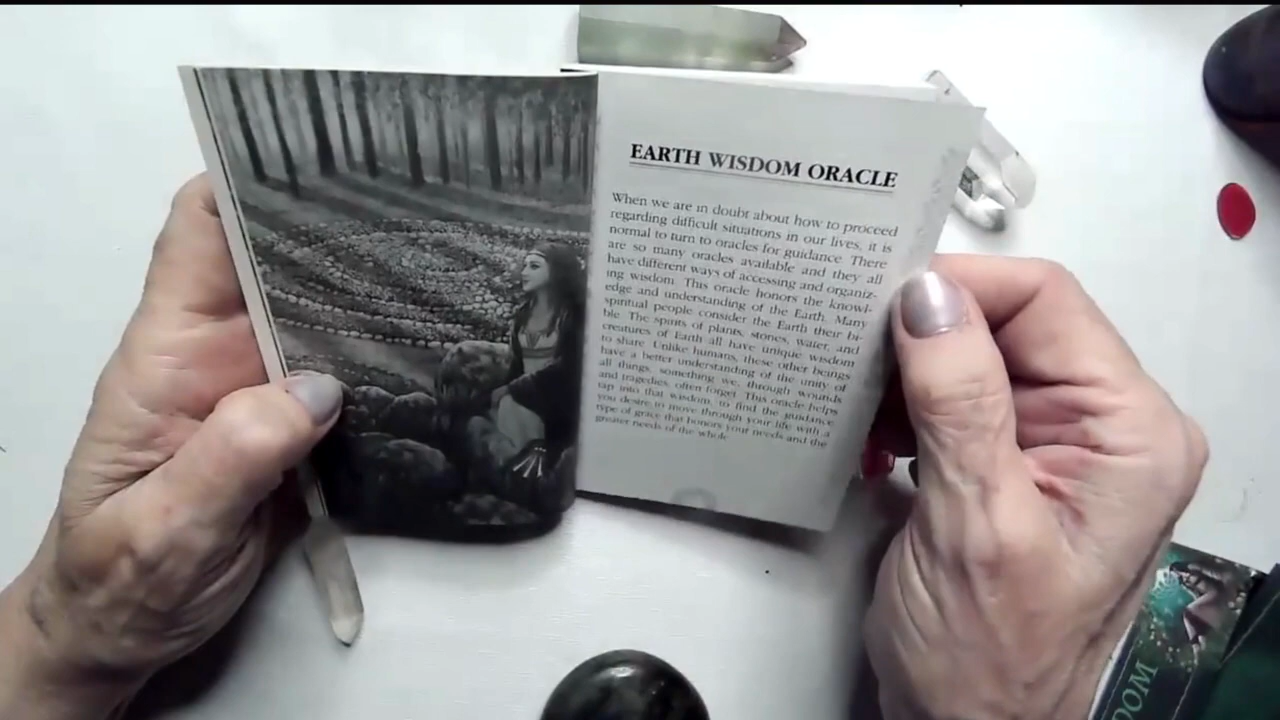 EARTH WISDOM ORACLE
When we are in doubt about how to proceed
regarding difficult situations in our lives, it is
normal to turn to oracles for guidance. There
are so many oracles available and they all
have different ways of accessing and organiz-
ing wisdom. This oracle honors the knowl-
edge and understanding of the Earth. Many
spiritual people consider the Earth their bi-
ble. The spirits of plants, stones, water, and
creatures of Earth all have unique wisdom
to share. Unlike humans, these other beings
have a better understanding of the unity of
all things, something we, through wounds
and tragedies, often forget. This oracle helps
tap into that wisdom, to find the guidance
you desire to move through your life with a
type of grace that honors your needs and the
greater needs of the whole.
DOM